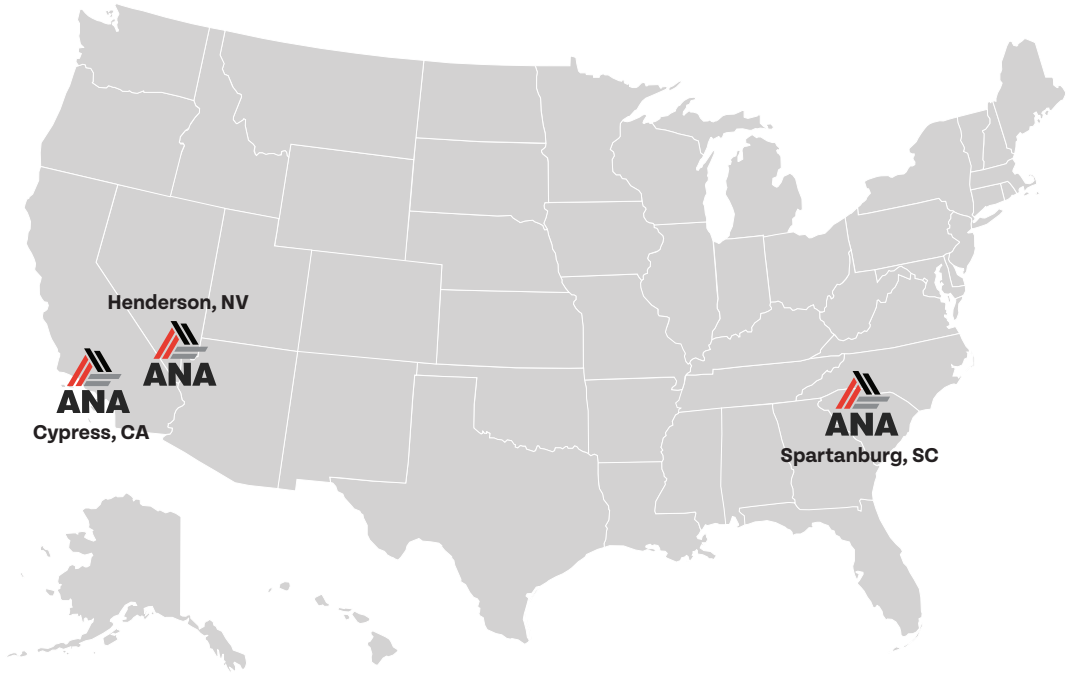 Henderson, NV
ANA
ANA
Cypress, CA
ANA
Spartanburg, SC